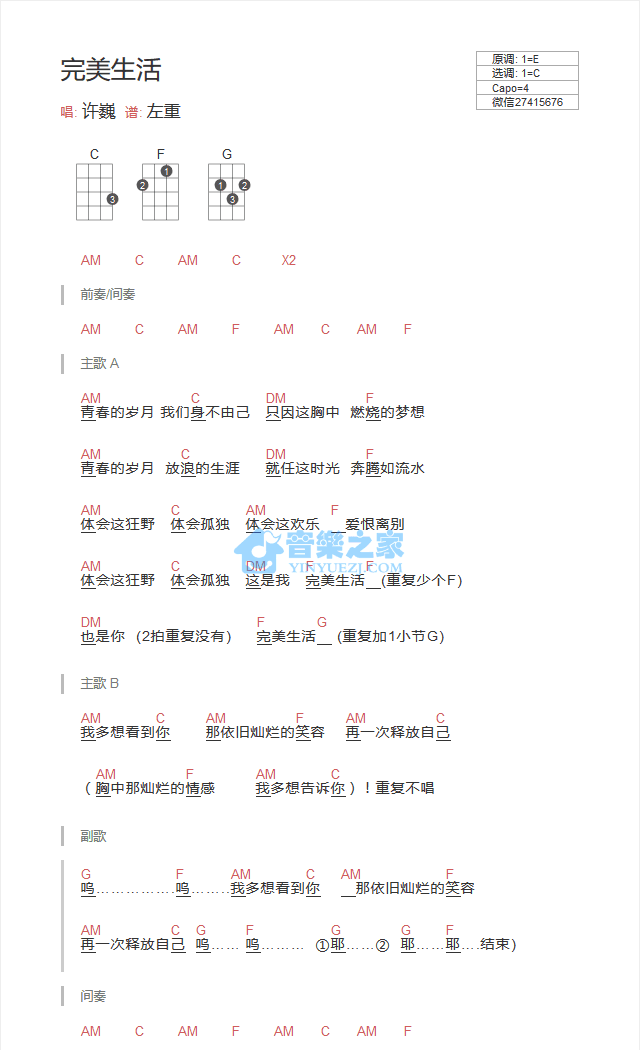 完美生活
唱: 许巍 谱: 左重
原调: 1=E
选调: 1=C
Capo=4
微信27415676
C F G
3 2 1 1 2 3
AM C AM C X2
前奏/间奏
AM C AM F AM C AM F
主歌 A
AM C DM F
青春的岁月 我们身不由己 只因这胸中 燃烧的梦想
AM C DM F
青春的岁月 放浪的生涯 就任这时光 奔腾如流水
AM C AM F
体会这狂野 体会孤独 体会这欢乐 __爱恨离别
音樂之家
YINYUEZJ.COM
AM C DM F F
体会这狂野 体会孤独 这是我 完美生活__(重复少个F)
DM F G
也是你 (2拍重复没有) 完美生活__ (重复加1小节G)
主歌 B
AM C AM F AM C
我多想看到你 那依旧灿烂的笑容 再一次释放自己
AM F AM C
(胸中那灿烂的情感 我多想告诉你)！重复不唱
副歌
G F AM C AM F
呜…………….呜……..我多想看到你 __那依旧灿烂的笑容
AM C G F G G F
再一次释放自己 呜…… 呜……… ①耶……② 耶……耶….结束)
间奏
AM C AM F AM C AM F